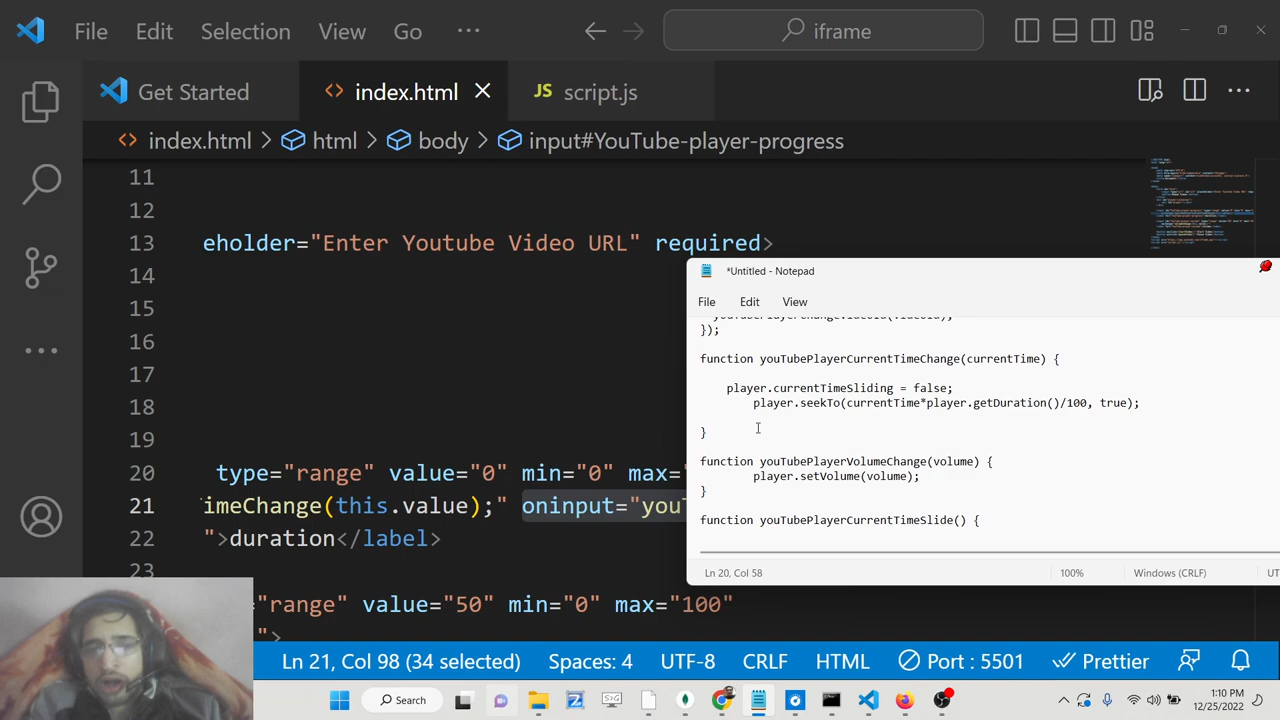 File Edit Selection View Go ··· iframe
Get Started index.html JS script.js
index.html > html > body > input#YouTube-player-progress
11
12
13 eholder="Enter Youtube Video URL" required>
14
15
16
17
18
19
20 type="range" value="0" min="0" max=
21 imeChange(this.value);" oninput="you
22 ">duration</label>
23
="range" value="50" min="0" max="100"
">
*Untitled - Notepad
File Edit View
});
function youTubePlayerCurrentTimeChange(currentTime) {
player.currentTimeSliding = false;
player.seekTo(currentTime*player.getDuration()/100, true);
}
function youTubePlayerVolumeChange(volume) {
player.setVolume(volume);
}
function youTubePlayerCurrentTimeSlide() {
Ln 20, Col 58 100% Windows (CRLF) UT
Ln 21, Col 98 (34 selected) Spaces: 4 UTF-8 CRLF HTML Port : 5501 Prettier
Search
1:10 PM
12/25/2022